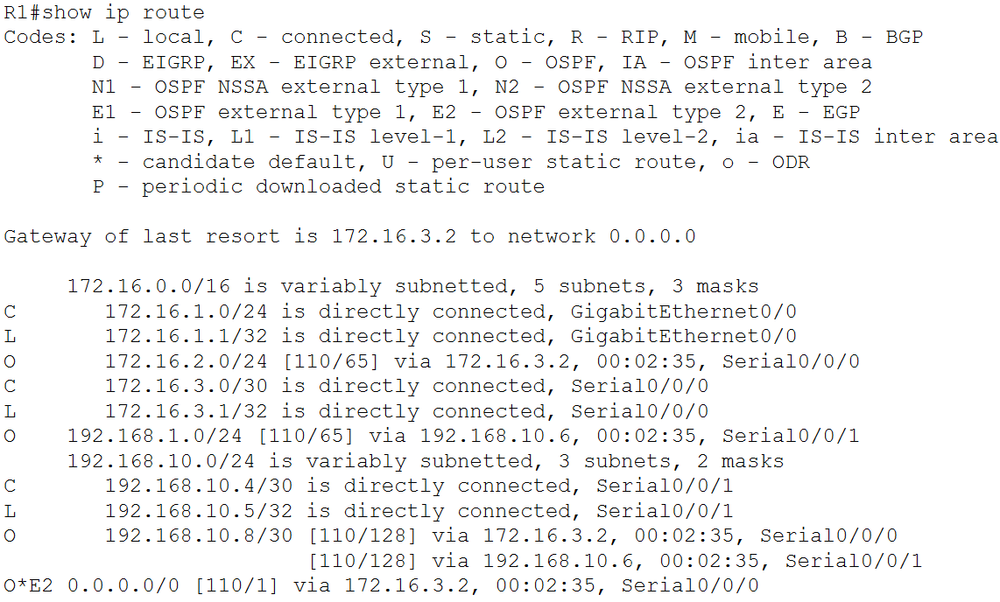 R1#show ip route
Codes: L - local, C - connected, S - static, R - RIP, M - mobile, B - BGP
       D - EIGRP, EX - EIGRP external, O - OSPF, IA - OSPF inter area
       N1 - OSPF NSSA external type 1, N2 - OSPF NSSA external type 2
       E1 - OSPF external type 1, E2 - OSPF external type 2, E - EGP
       i - IS-IS, L1 - IS-IS level-1, L2 - IS-IS level-2, ia - IS-IS inter area
       * - candidate default, U - per-user static route, o - ODR
       P - periodic downloaded static route

Gateway of last resort is 172.16.3.2 to network 0.0.0.0

     172.16.0.0/16 is variably subnetted, 5 subnets, 3 masks
C       172.16.1.0/24 is directly connected, GigabitEthernet0/0
L       172.16.1.1/32 is directly connected, GigabitEthernet0/0
O       172.16.2.0/24 [110/65] via 172.16.3.2, 00:02:35, Serial0/0/0
C       172.16.3.0/30 is directly connected, Serial0/0/0
L       172.16.3.1/32 is directly connected, Serial0/0/0
O    192.168.1.0/24 [110/65] via 192.168.10.6, 00:02:35, Serial0/0/1
     192.168.10.0/24 is variably subnetted, 3 subnets, 2 masks
C       192.168.10.4/30 is directly connected, Serial0/0/1
L       192.168.10.5/32 is directly connected, Serial0/0/1
O       192.168.10.8/30 [110/128] via 172.16.3.2, 00:02:35, Serial0/0/0
                        [110/128] via 192.168.10.6, 00:02:35, Serial0/0/1
O*E2 0.0.0.0/0 [110/1] via 172.16.3.2, 00:02:35, Serial0/0/0